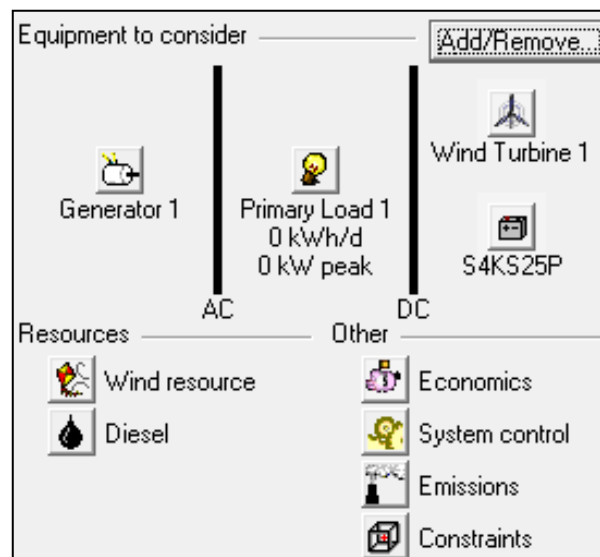 Equipment to consider
Add/Remove...
Wind Turbine 1
Generator 1
Primary Load 1
0 kWh/d
0 kW peak
S4KS25P
AC
DC
Resources
Other
Wind resource
Economics
Diesel
System control
Emissions
Constraints